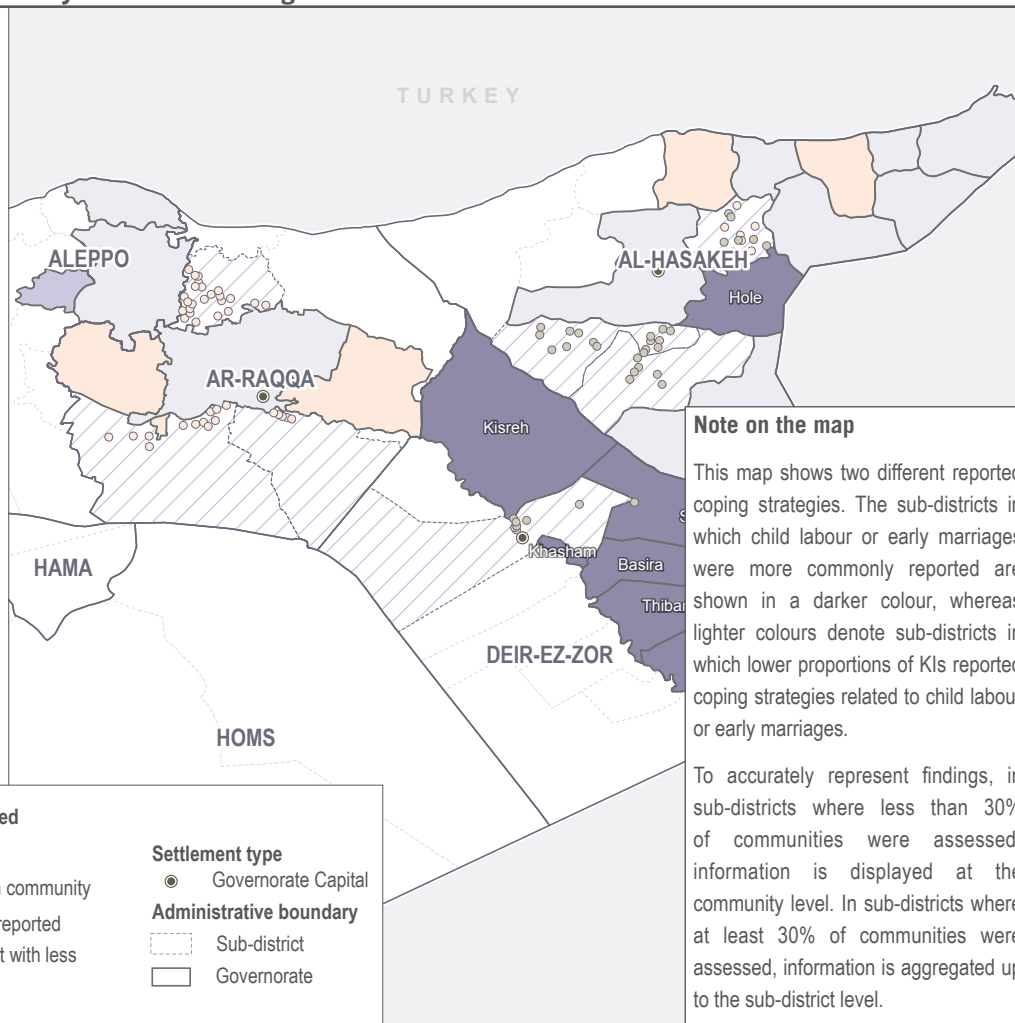 TURKEY
ALEPPO
AL-HASAKEH
Hole
AR-RAQQA
Kisreh
HAMA
Khasham
Basira
DEIR-EZ-ZOR
HOMS
Note on the map
This map shows two different reported
coping strategies. The sub-districts in
which child labour or early marriages
were more commonly reported are
shown in a darker colour, whereas
lighter colours denote sub-districts in
which lower proportions of KIs reported
coping strategies related to child labour
or early marriages.
To accurately represent findings, in
sub-districts where less than 30%
of communities were assessed,
information is displayed at the
community level. In sub-districts where
at least 30% of communities were
assessed, information is aggregated up
to the sub-district level.
community
reported
with less
Settlement type
Governorate Capital
Administrative boundary
Sub-district
Governorate